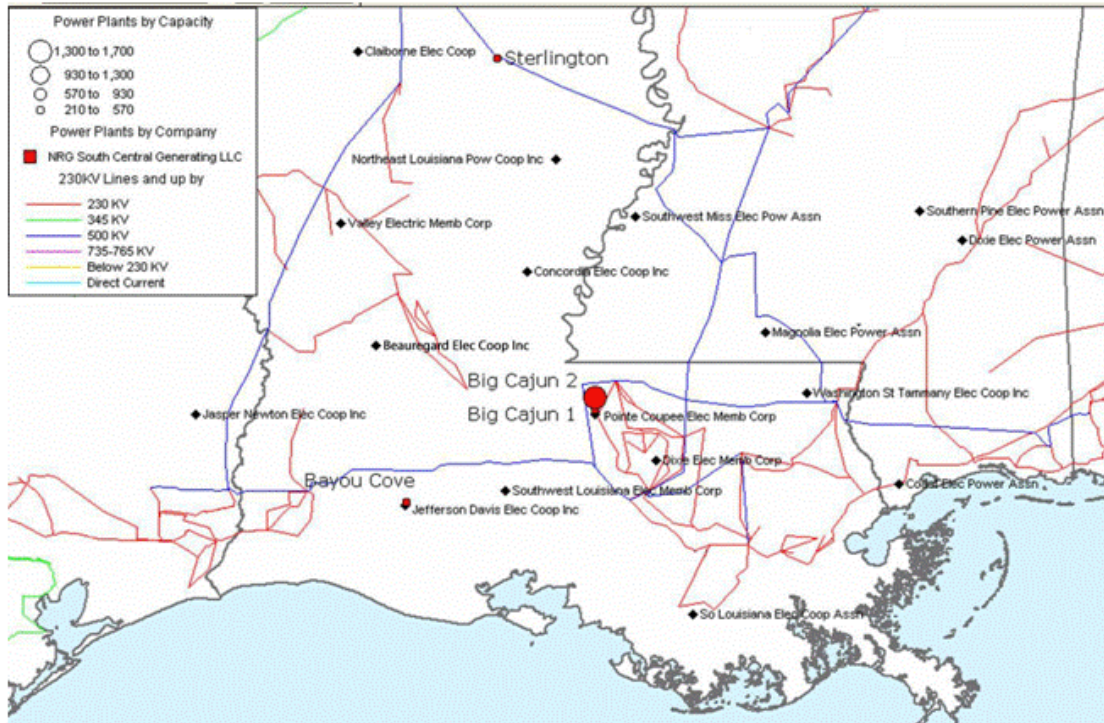 Power Plants by Capacity
1,300 to 1,700
930 to 1,300
570 to 930
210 to 570
Power Plants by Company
NRG South Central Generating LLC
230KV Lines and up by
230 KV
345 KV
500 KV
735-765 KV
Below 230 KV
Direct Current
Claiborne Elec Coop
Sterlington
Northeast Louisiana Pow Coop Inc
Valley Electric Memb Corp
Southwest Miss Elec Pow Assn
Southern Pine Elec Power Assn
Dixie Elec Power Assn
Concordia Elec Coop Inc
Magnolia Elec Power Assn
Beauregard Elec Coop Inc
Big Cajun 2
Washington St Tammany Elec Coop Inc
Jasper Newton Elec Coop Inc
Big Cajun 1
Pointe Coupee Elec Memb Corp
Dixie Elec Memb Corp
Bayou Cove
Southwest Louisiana Elec Memb Corp
Coast Elec Power Assn
Jefferson Davis Elec Coop Inc
So Louisiana Elec Coop Assn